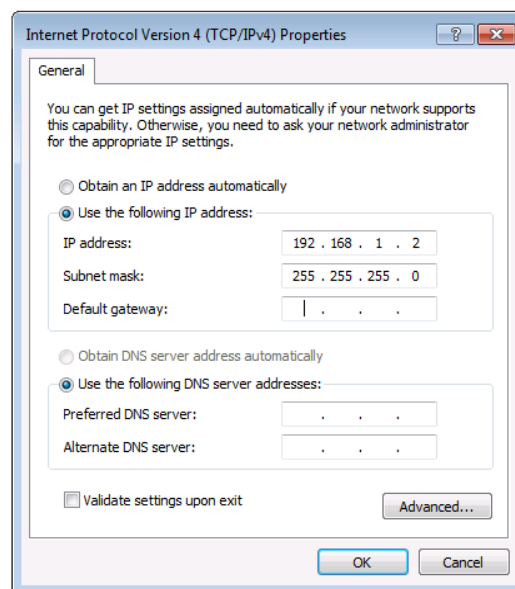 Internet Protocol Version 4 (TCP/IPv4) Properties
General
You can get IP settings assigned automatically if your network supports
this capability. Otherwise, you need to ask your network administrator
for the appropriate IP settings.
Obtain an IP address automatically
Use the following IP address:
IP address: 192 . 168 . 1 . 2
Subnet mask: 255 . 255 . 255 . 0
Default gateway: . . .
Obtain DNS server address automatically
Use the following DNS server addresses:
Preferred DNS server: . . .
Alternate DNS server: . . .
Validate settings upon exit
Advanced...
OK Cancel